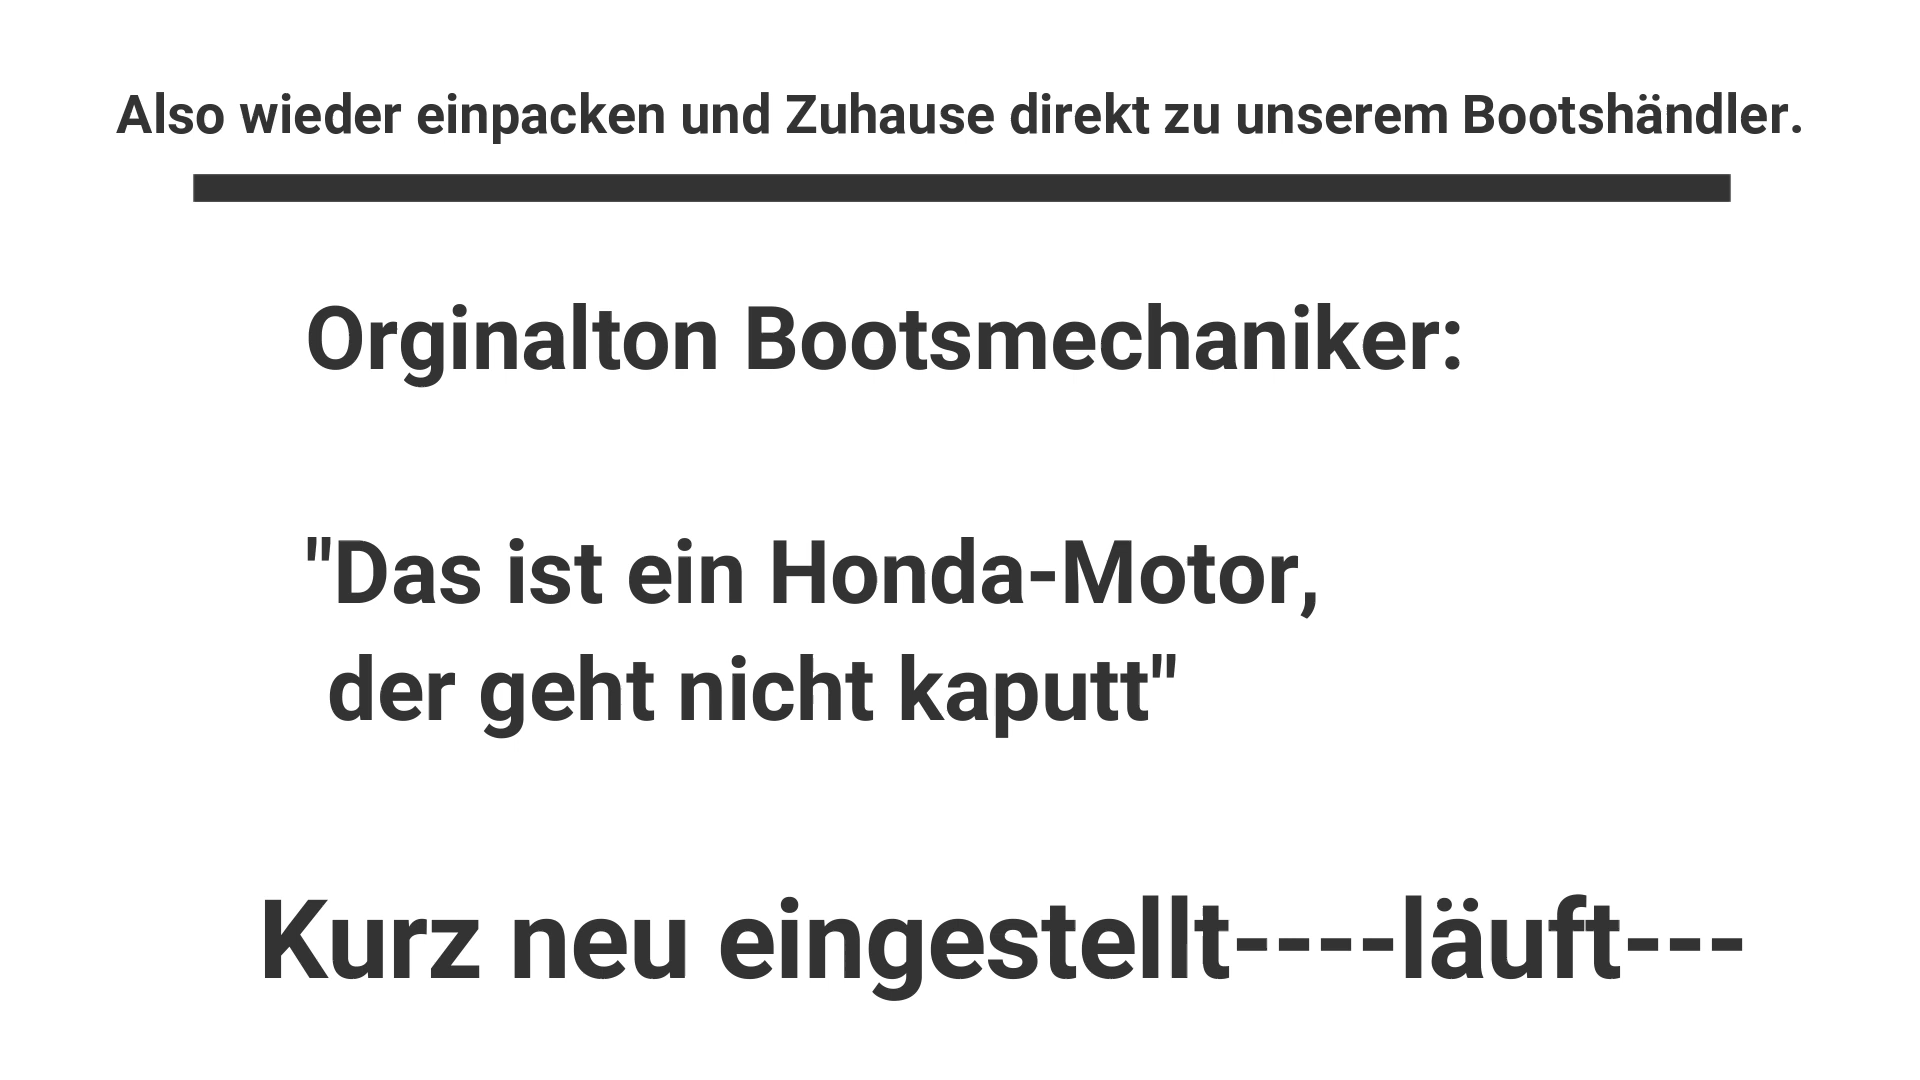 Also wieder einpacken und Zuhause direkt zu unserem Bootshändler.
Orginalton Bootsmechaniker:
"Das ist ein Honda-Motor,
der geht nicht kaputt"
Kurz neu eingestellt----läuft---